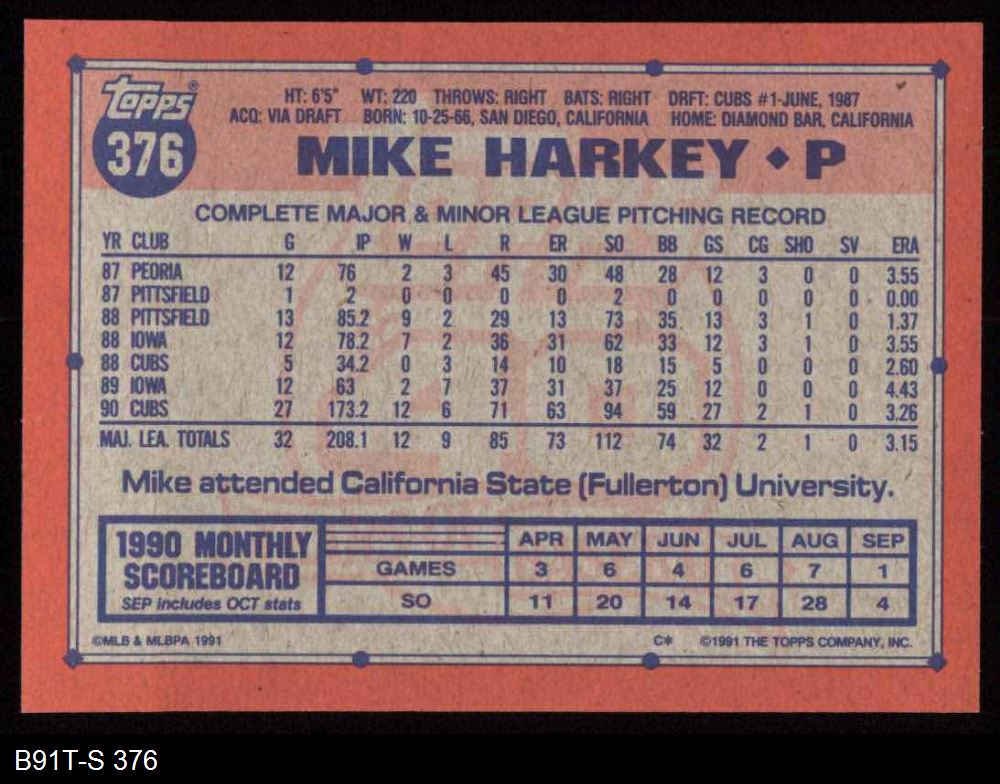 topps®
376
HT: 6'5" WT: 220 THROWS: RIGHT BATS: RIGHT DRFT: CUBS #1-JUNE, 1987
ACQ: VIA DRAFT BORN: 10-25-66, SAN DIEGO, CALIFORNIA HOME: DIAMOND BAR, CALIFORNIA
MIKE HARKEY ◆ P
COMPLETE MAJOR & MINOR LEAGUE PITCHING RECORD
YR CLUB G IP W L R ER SO BB GS CG SHO SV ERA
87 PEORIA 12 76 2 3 45 30 48 28 12 3 0 0 3.55
87 PITTSFIELD 1 2 0 0 0 0 2 0 0 0 0 0 0.00
88 PITTSFIELD 13 85.2 9 2 29 13 73 35 13 3 1 0 1.37
88 IOWA 12 78.2 7 2 36 31 62 33 12 3 1 0 3.55
88 CUBS 5 34.2 0 3 14 10 18 15 5 0 0 0 2.60
89 IOWA 12 63 2 7 37 31 37 25 12 0 0 0 4.43
90 CUBS 27 173.2 12 6 71 63 94 59 27 2 1 0 3.26
MAJ. LEA. TOTALS 32 208.1 12 9 85 73 112 74 32 2 1 0 3.15
Mike attended California State (Fullerton) University.
1990 MONTHLY
SCOREBOARD
SEP includes OCT stats
APR MAY JUN JUL AUG SEP
GAMES 3 6 4 6 7 1
SO 11 20 14 17 28 4
©MLB & MLBPA 1991 C* ©1991 THE TOPPS COMPANY, INC.
B91T-S 376